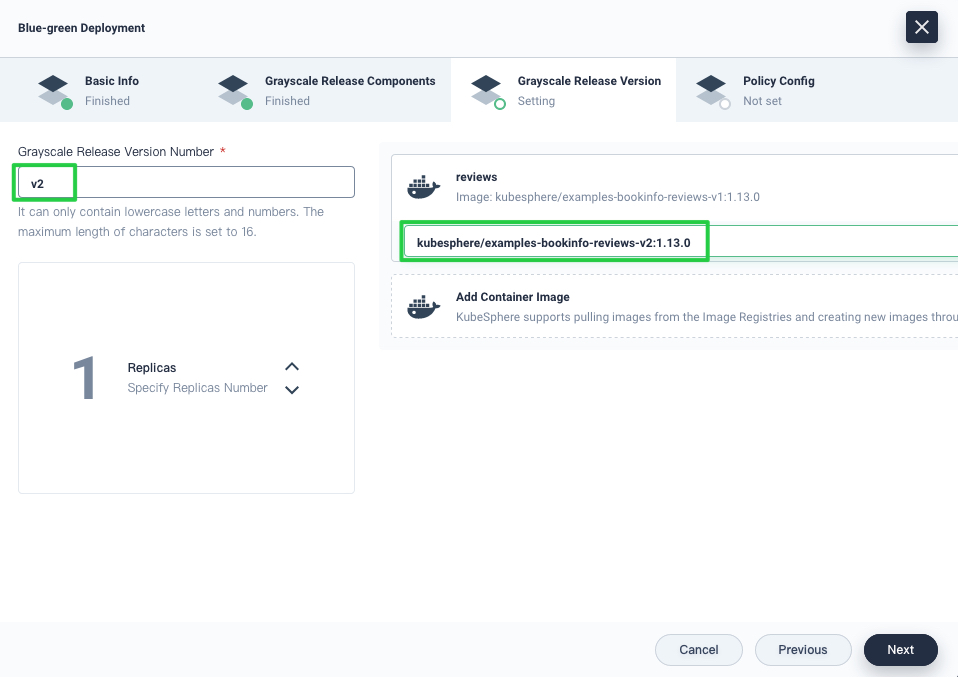 Blue-green Deployment
Basic Info
Finished
Grayscale Release Components
Finished
Grayscale Release Version
Setting
Policy Config
Not set
Grayscale Release Version Number *
v2
It can only contain lowercase letters and numbers. The
maximum length of characters is set to 16.
1
Replicas
Specify Replicas Number
reviews
Image: kubesphere/examples-bookinfo-reviews-v1:1.13.0
kubesphere/examples-bookinfo-reviews-v2:1.13.0
Add Container Image
KubeSphere supports pulling images from the Image Registries and creating new images throu
Cancel
Previous
Next